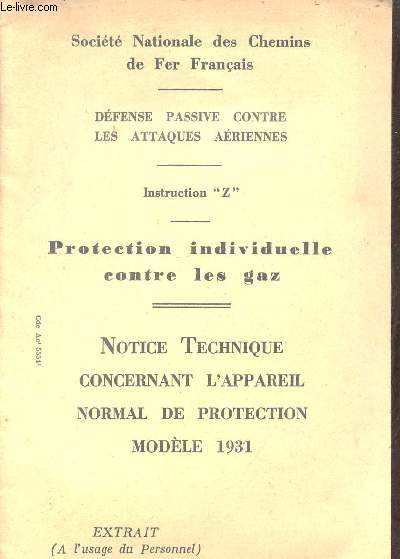 Le-livre.com
Société Nationale des Chemins
de Fer Français
DÉFENSE PASSIVE CONTRE
LES ATTAQUES AÉRIENNES
Instruction "Z"
Protection individuelle
contre les gaz
NOTICE TECHNIQUE
CONCERNANT L'APPAREIL
NORMAL DE PROTECTION
MODÈLE 1931
EXTRAIT
(A l'usage du Personnel)